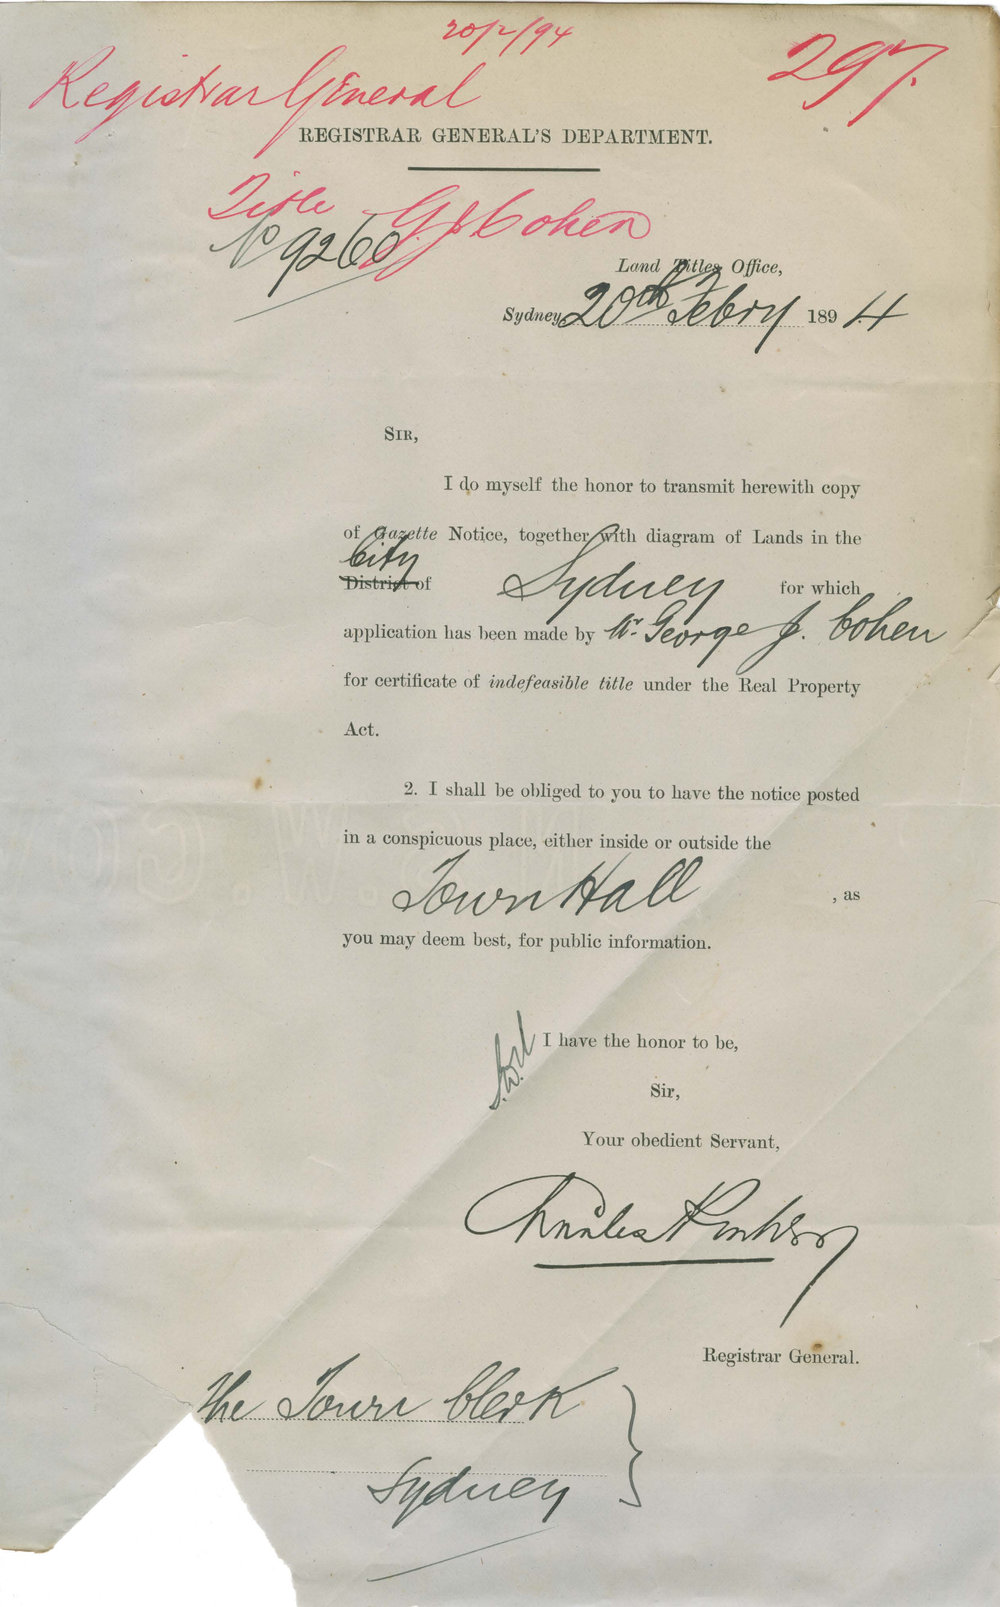 20/2/94
297.
Registrar General
REGISTRAR GENERAL'S DEPARTMENT.
Title G J Cohen
No 9260
Land Titles Office,
Sydney, 20th Febry 1894
SIR,
I do myself the honor to transmit herewith copy
of Gazette Notice, together with diagram of Lands in the
City
District of Sydney for which
application has been made by Mr. George J. Cohen
for certificate of indefeasible title under the Real Property
Act.
2. I shall be obliged to you to have the notice posted
in a conspicuous place, either inside or outside the
Town Hall , as
you may deem best, for public information.
I have the honor to be,
Sir,
Your obedient Servant,
Charles
Registrar General.
The Town Clerk
Sydney